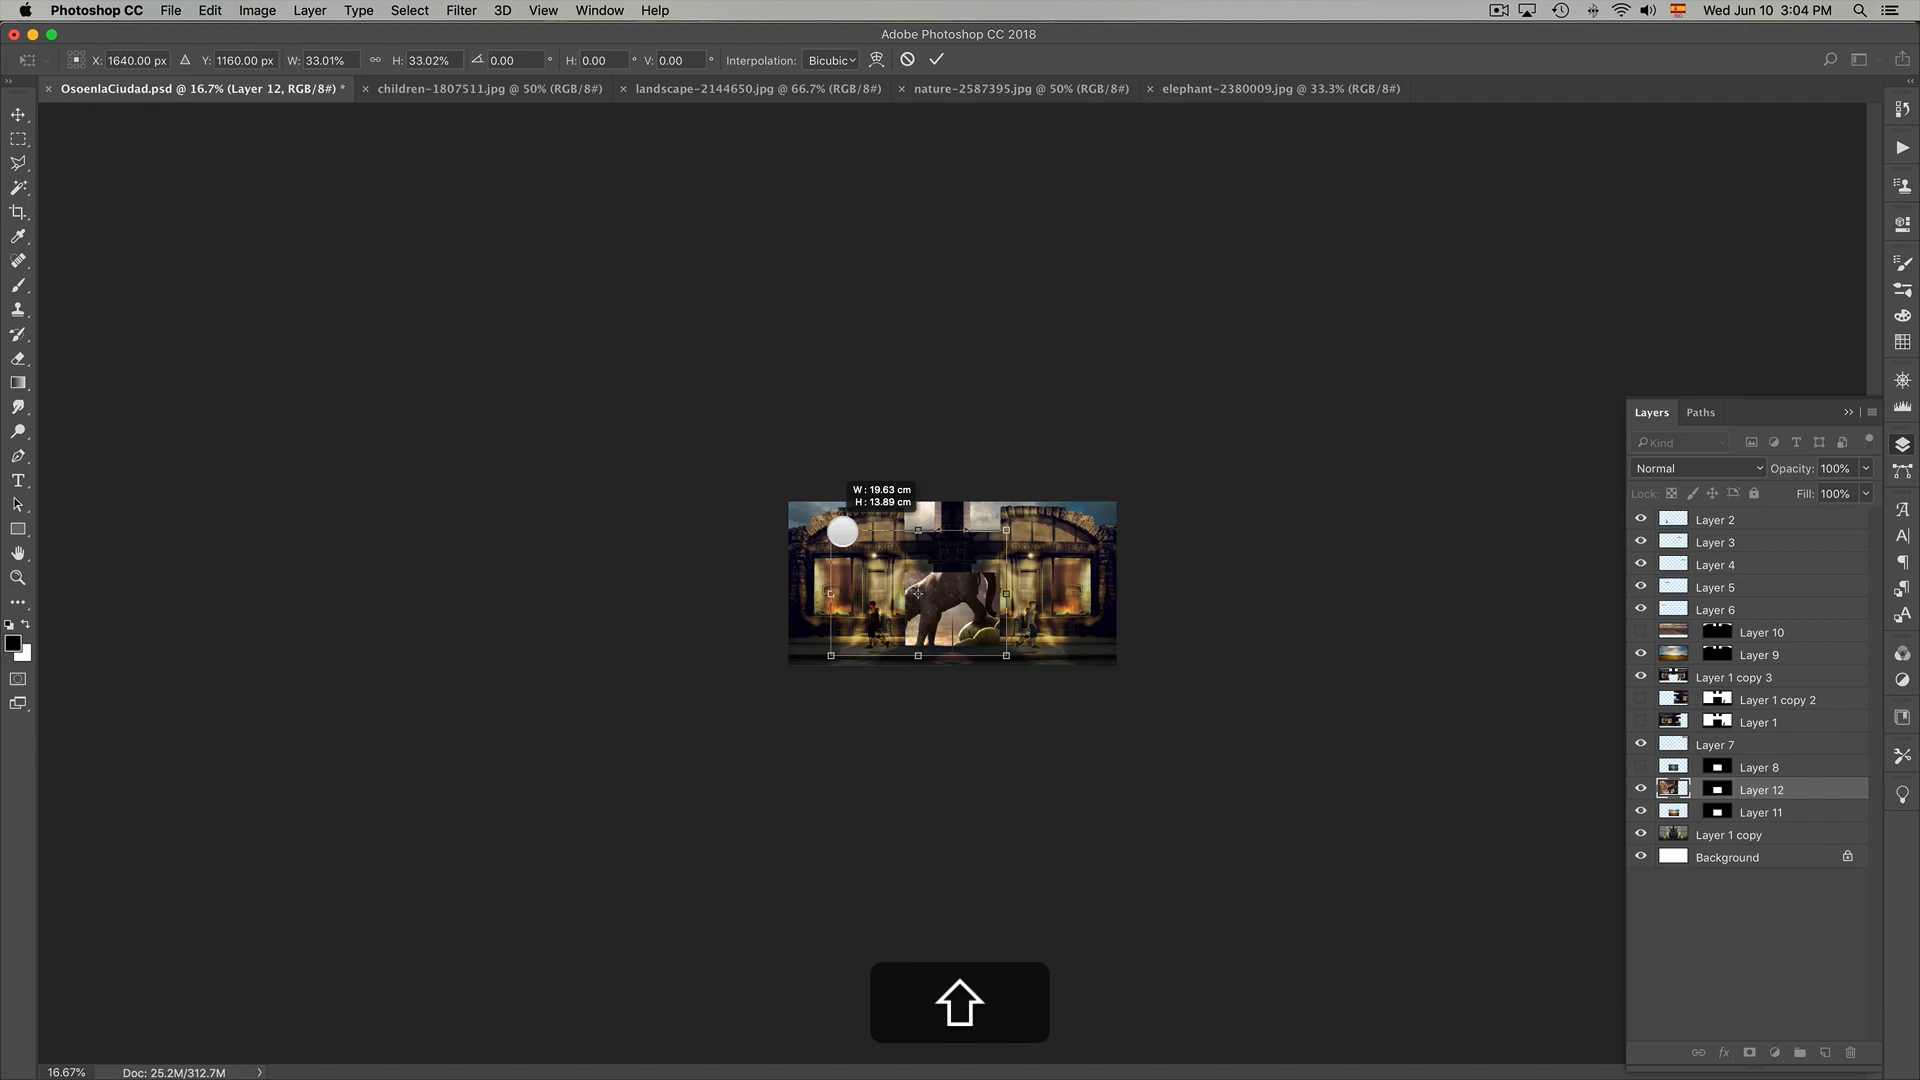 Photoshop CC File Edit Image Layer Type Select Filter 3D View Window Help Wed Jun 10 3:04 PM
Adobe Photoshop CC 2018
X: 1640.00 px Y: 1160.00 px W: 33.01% H: 33.02% 0.00 ° H: 0.00 ° V: 0.00 ° Interpolation: Bicubic
OsoenlaCiudad.psd @ 16.7% (Layer 12, RGB/8#) * children-1807511.jpg @ 50% (RGB/8#) landscape-2144650.jpg @ 66.7% (RGB/8#) nature-2587395.jpg @ 50% (RGB/8#) elephant-2380009.jpg @ 33.3% (RGB/8#)
W : 19.63 cm
H : 13.89 cm
Layers Paths
Kind
Normal Opacity: 100%
Lock: Fill: 100%
Layer 2
Layer 3
Layer 4
Layer 5
Layer 6
Layer 10
Layer 9
Layer 1 copy 3
Layer 1 copy 2
Layer 1
Layer 7
Layer 8
Layer 12
Layer 11
Layer 1 copy
Background
fx
16.67% Doc: 25.2M/312.7M